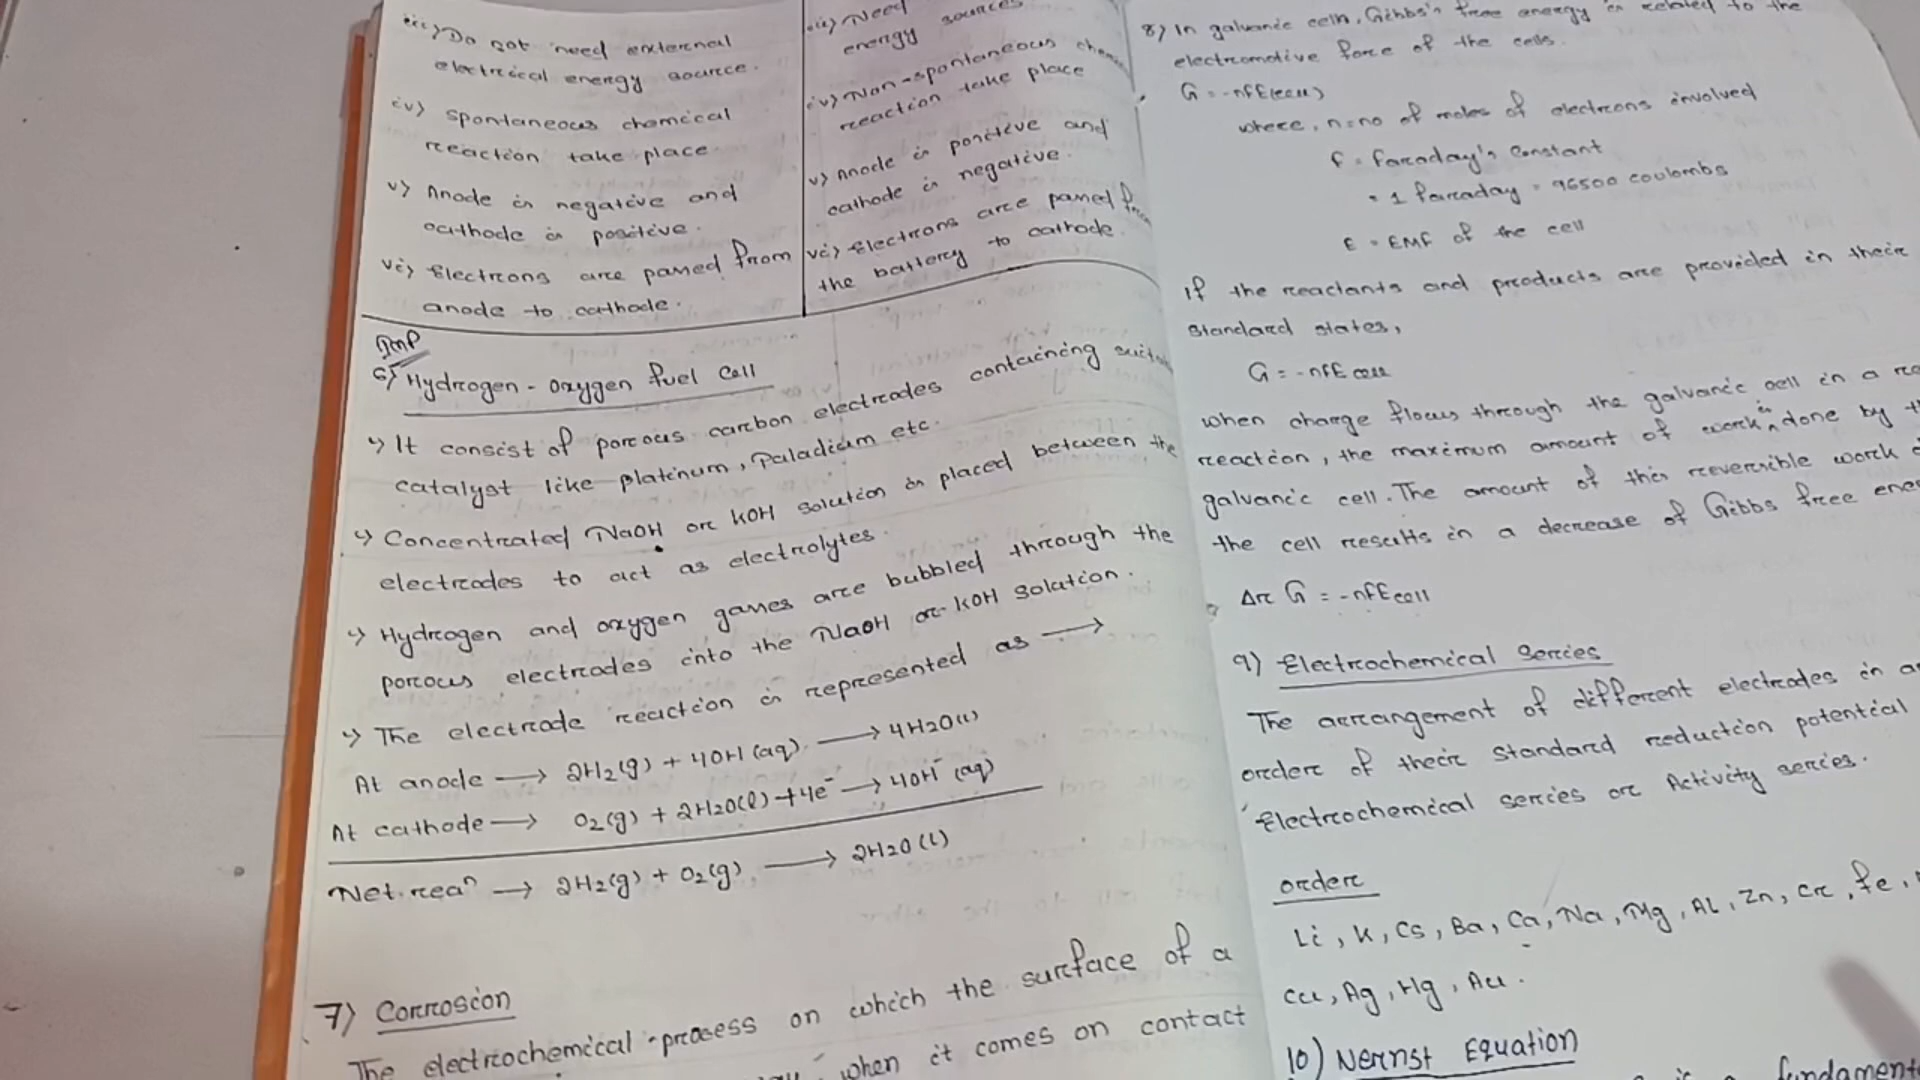 iii) Do not need external
electrical energy source.
iv) spontaneous chemical
reaction take place
v) Anode is negative and
cathode is positive.
vi) Electrons are passed from
anode to cathode.
iii) Need
energy sources
iv) Non-spontaneous
reaction take place
v) Anode is positive and
cathode is negative.
vi) Electrons are passed from
the battery to cathode.
Imp
6) Hydrogen - oxygen fuel cell
↳ It consist of porous carbon electrodes containing
catalyst like platinum, Paladium etc.
↳ Concentrated NaOH or KOH solution is placed between the
electrodes to act as electrolytes.
↳ Hydrogen and oxygen gasses are bubbled through the
porous electrodes into the NaOH or KOH solution.
↳ The electrode reaction is represented as ⟶
At anode ⟶ 2H2(g) + 4OH (aq) ⟶ 4H2O(l)
At cathode ⟶ O2(g) + 2H2O(l) + 4e⁻ ⟶ 4OH⁻ (aq)
Net. reaⁿ ⟶ 2H2(g) + O2(g) ⟶ 2H2O (l)
7) Corrosion
The electrochemical process on which the surface of a
when it comes on contact
8) In galvanic cells, Gibbs's free energy is related to the
electromotive force of the cells.
G = -nFE(cell)
where, n = no of moles of electrons involved
F = faraday's constant
= 1 faraday = 96500 coulombs
E = EMF of the cell
If the reactants and products are provided in their
standard states,
G = -nFE cell
when charge flows through the galvanic cell in a
reaction, the maximum amount of work is done by
galvanic cell. The amount of this reversible work
the cell results in a decrease of Gibbs free
Δr G = -nFE cell
9) Electrochemical Series
The arrangement of different electrodes in
order of their standard reduction potential
Electrochemical series or Activity series.
order
Li, K, Cs, Ba, Ca, Na, Mg, Al, Zn, Cr, Fe,
Cu, Ag, Hg, Au.
10) Nernst Equation